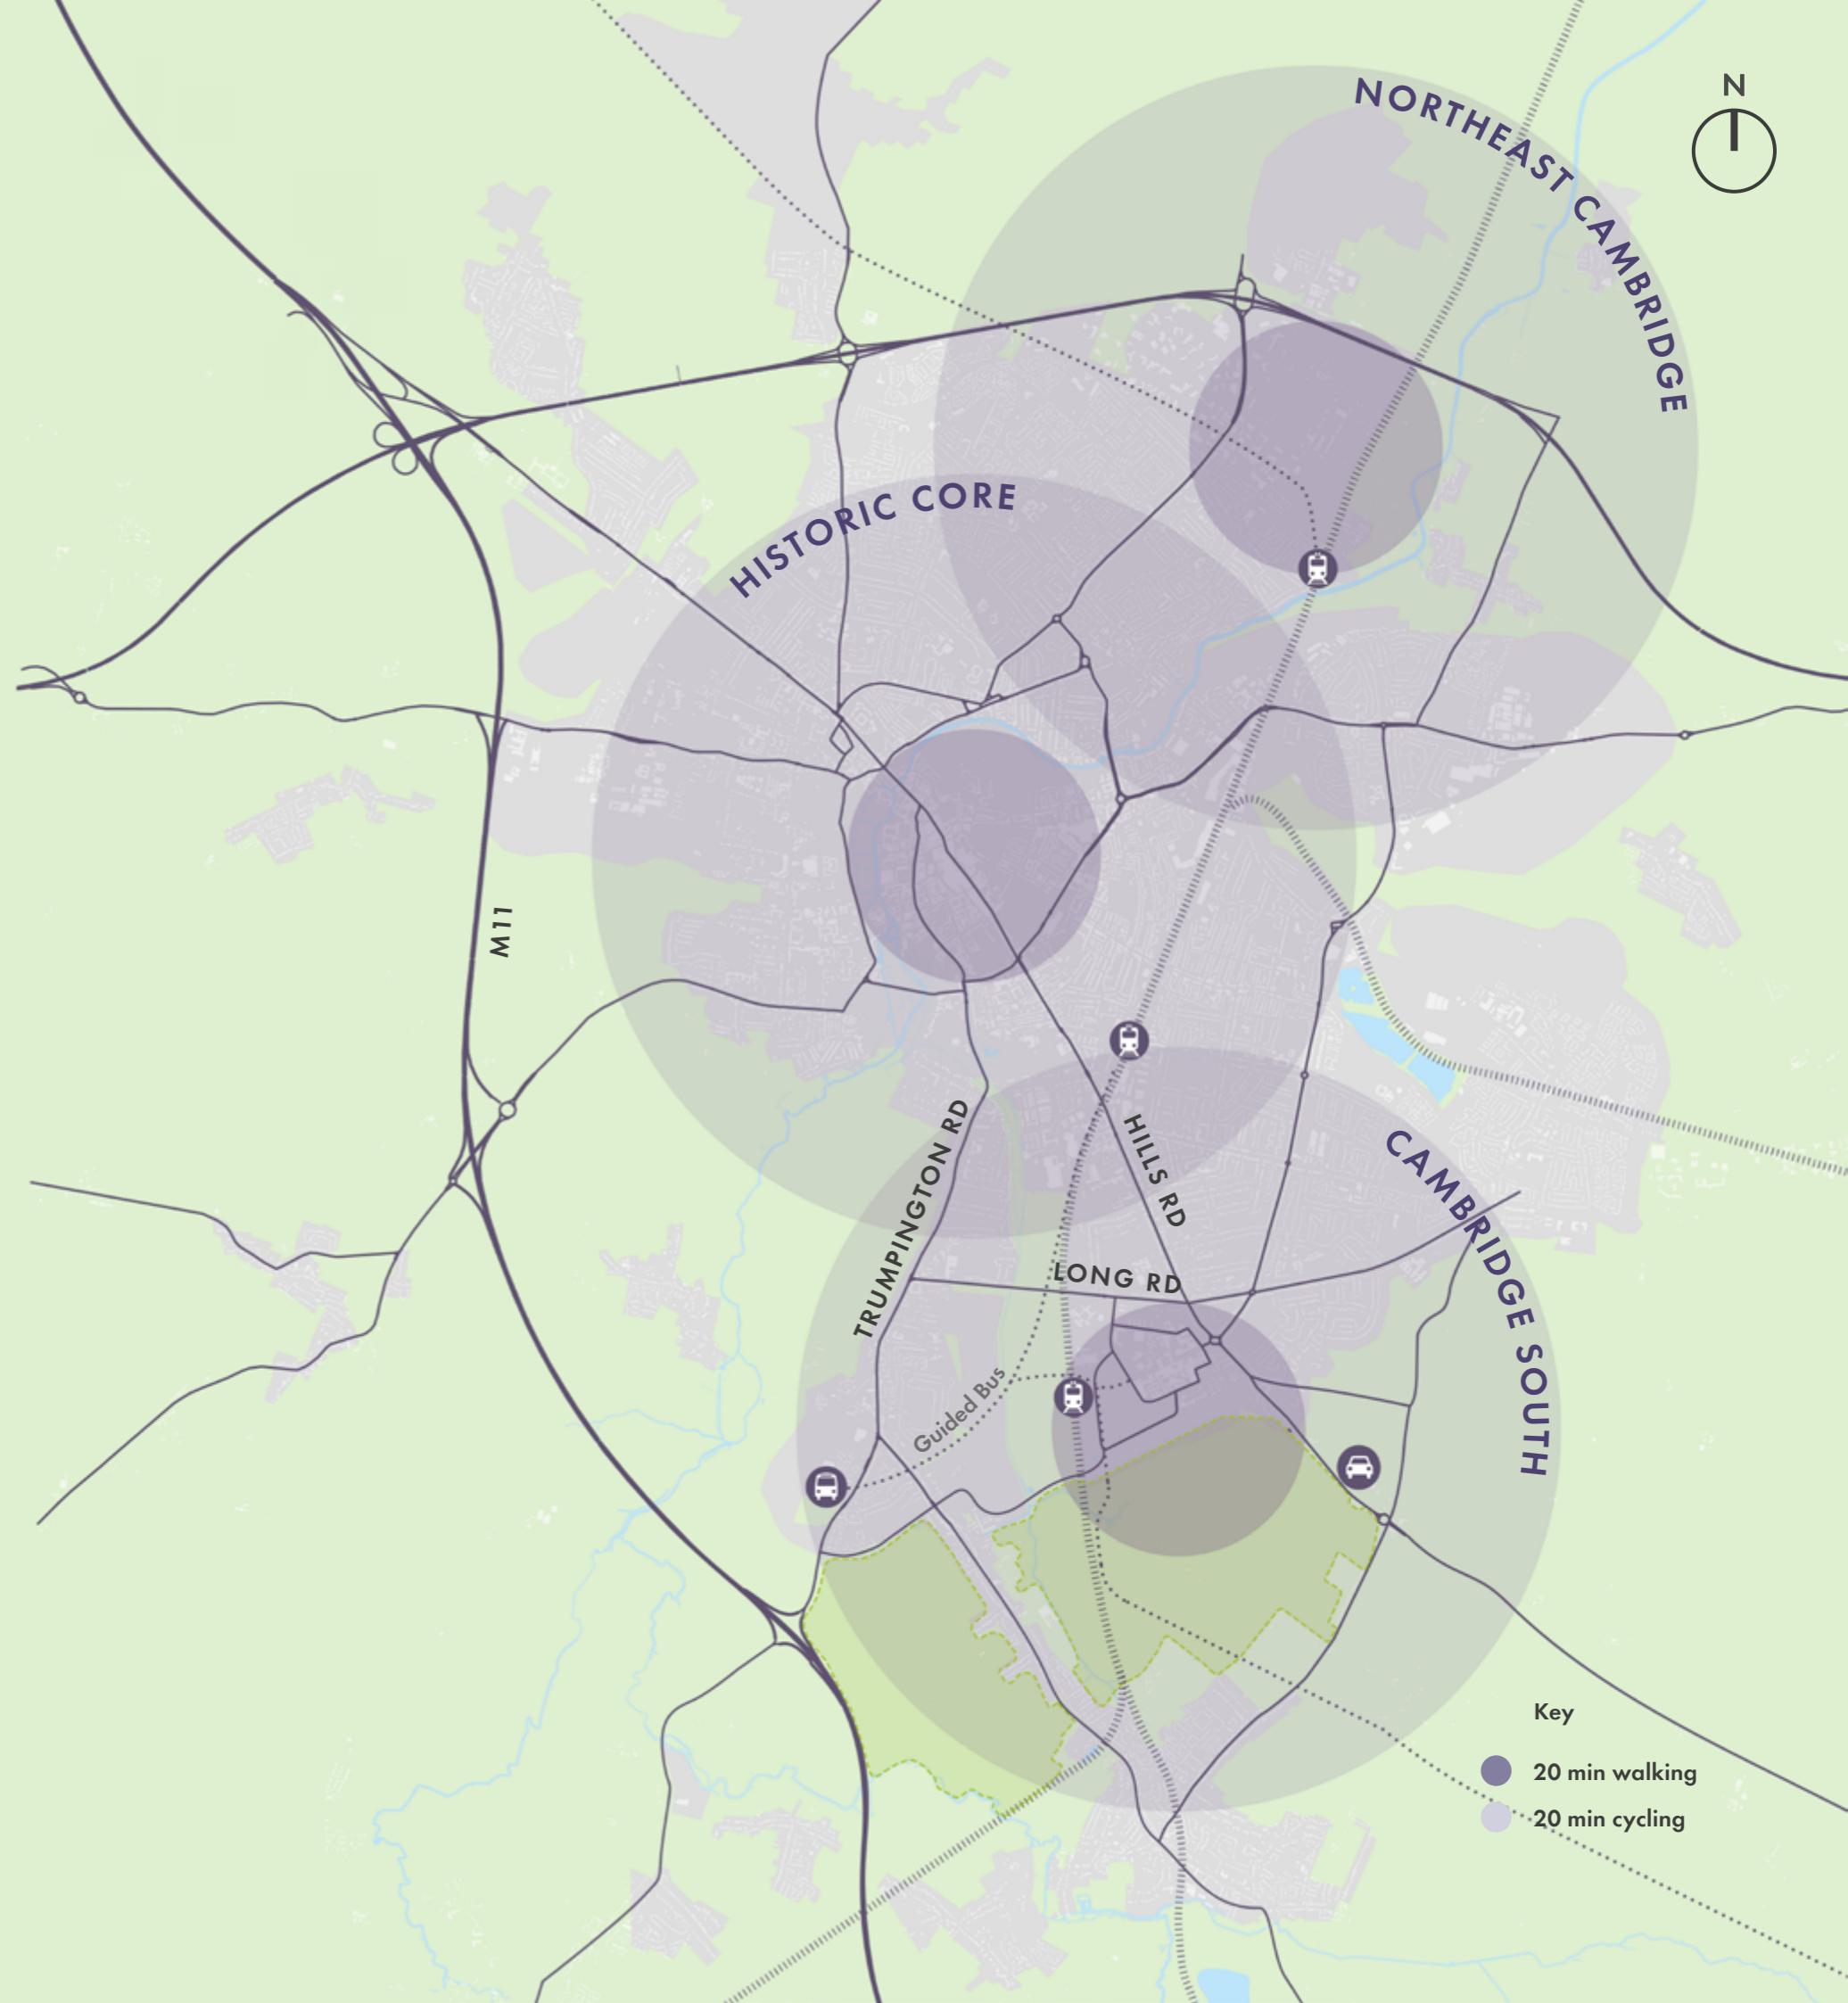 N
NORTHEAST CAMBRIDGE
HISTORIC CORE
M11
TRUMPINGTON RD
HILLS RD
CAMBRIDGE SOUTH
LONG RD
Guided Bus
Key
20 min walking
20 min cycling